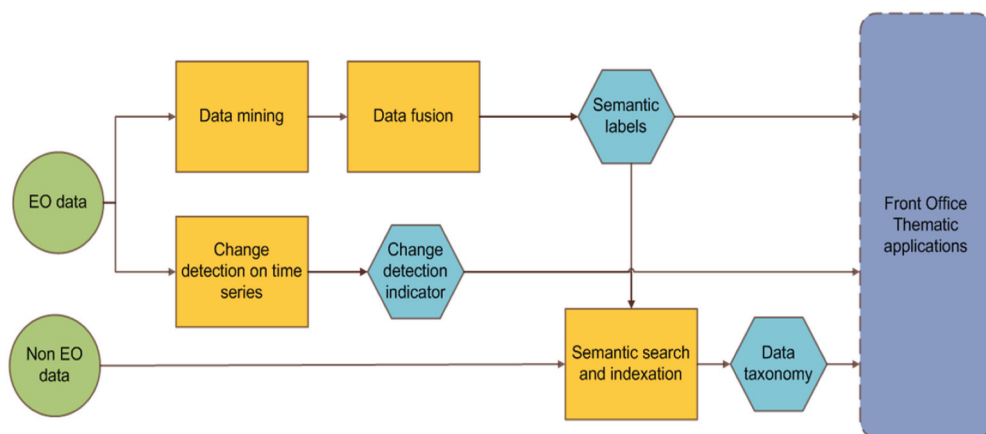 EO data
Data mining
Data fusion
Semantic
labels
Change
detection on time
series
Change
detection
indicator
Non EO
data
Semantic search
and indexation
Data
taxonomy
Front Office
Thematic
applications